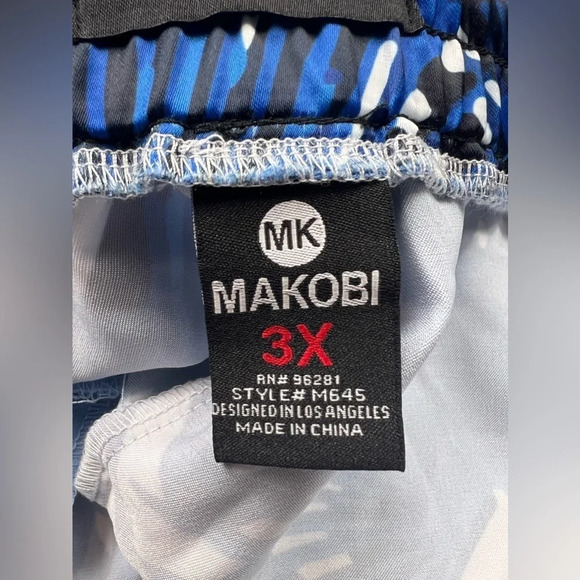 MK
MAKOBI
3X
RN# 96281
STYLE# M645
DESIGNED IN LOS ANGELES
MADE IN CHINA